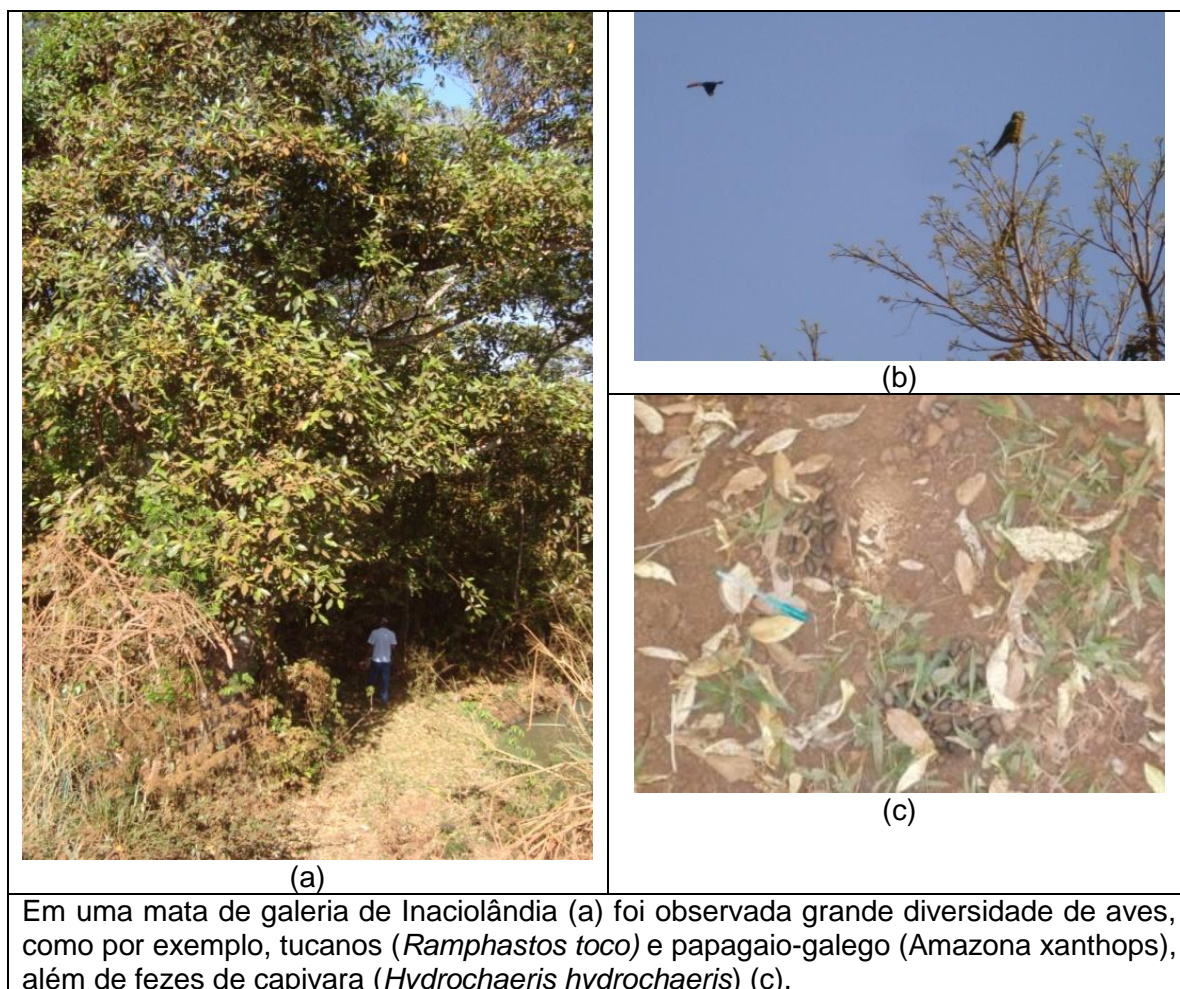 (a)
(b)
(c)
Em uma mata de galeria de Inaciolândia (a) foi observada grande diversidade de aves,
como por exemplo, tucanos (Ramphastos toco) e papagaio-galego (Amazona xanthops),
além de fezes de capivara (Hydrochaeris hydrochaeris) (c).